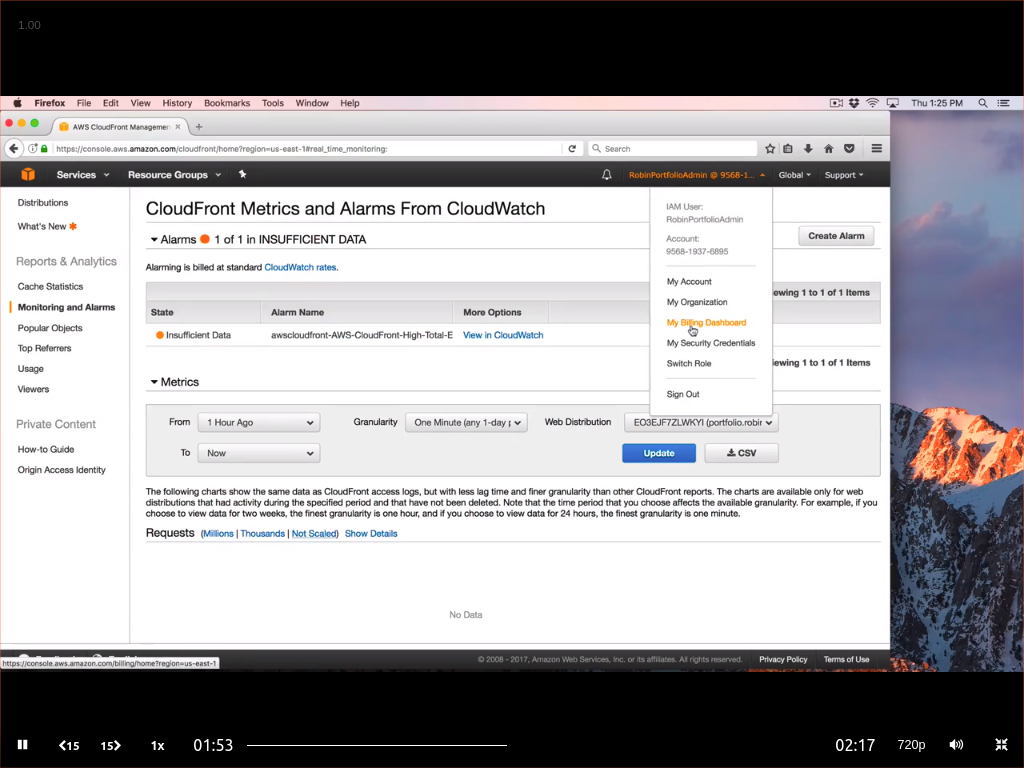 1.00
Firefox File Edit View History Bookmarks Tools Window Help Thu 1:25 PM
AWS CloudFront Managemen
https://console.aws.amazon.com/cloudfront/home?region=us-east-1#real_time_monitoring:
Search
Services Resource Groups RobinPortfolioAdmin @ 9568-1... Global Support
Distributions
What's New
Reports & Analytics
Cache Statistics
Monitoring and Alarms
Popular Objects
Top Referrers
Usage
Viewers
Private Content
How-to Guide
Origin Access Identity
CloudFront Metrics and Alarms From CloudWatch
Alarms 1 of 1 in INSUFFICIENT DATA
Create Alarm
Alarming is billed at standard CloudWatch rates.
ewing 1 to 1 of 1 Items
State Alarm Name More Options
Insufficient Data awscloudfront-AWS-CloudFront-High-Total-E View in CloudWatch
iewing 1 to 1 of 1 Items
IAM User:
RobinPortfolioAdmin
Account:
9568-1937-6895
My Account
My Organization
My Billing Dashboard
My Security Credentials
Switch Role
Sign Out
Metrics
From 1 Hour Ago Granularity One Minute (any 1-day p Web Distribution EO3EJF7ZLWKYI (portfolio.robir
To Now Update CSV
The following charts show the same data as CloudFront access logs, but with less lag time and finer granularity than other CloudFront reports. The charts are available only for web
distributions that had activity during the specified period and that have not been deleted. Note that the time period that you choose affects the available granularity. For example, if you
choose to view data for two weeks, the finest granularity is one hour, and if you choose to view data for 24 hours, the finest granularity is one minute.
Requests (Millions | Thousands | Not Scaled) Show Details
No Data
https://console.aws.amazon.com/billing/home?region=us-east-1
© 2008 - 2017, Amazon Web Services, Inc. or its affiliates. All rights reserved. Privacy Policy Terms of Use
15 15 1x 01:53 02:17 720p